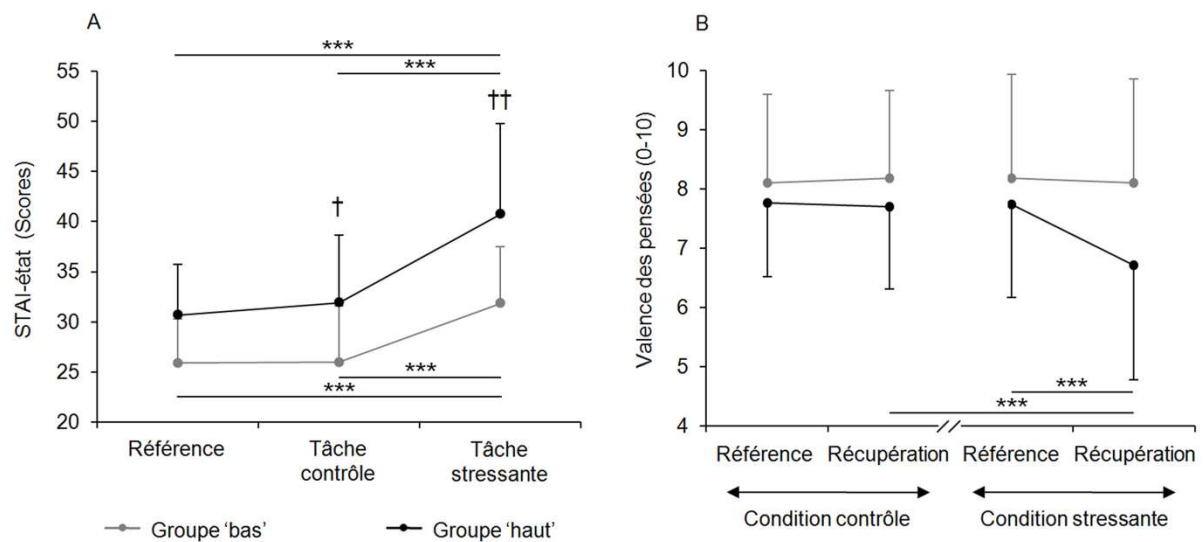 A
STAI-état (Scores)
55
50
45
40
35
30
25
20
***
***
†
††
***
***
Référence
Tâche
contrôle
Tâche
stressante
Groupe ‘bas’
Groupe ‘haut’
B
Valence des pensées (0-10)
10
9
8
7
6
5
4
***
***
Référence
Récupération
//
Référence
Récupération
Condition contrôle
Condition stressante